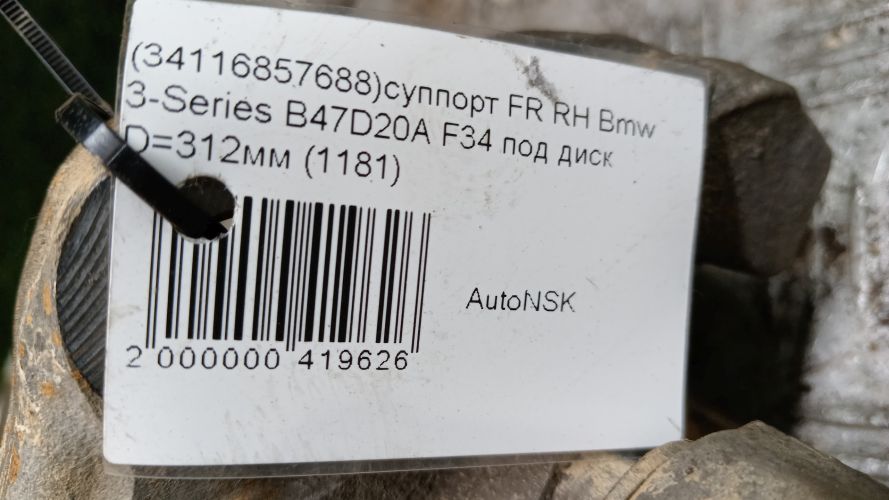 (34116857688)суппорт FR RH Bmw
3-Series B47D20A F34 под диск
D=312мм (1181)
AutoNSK
2 000000 419626